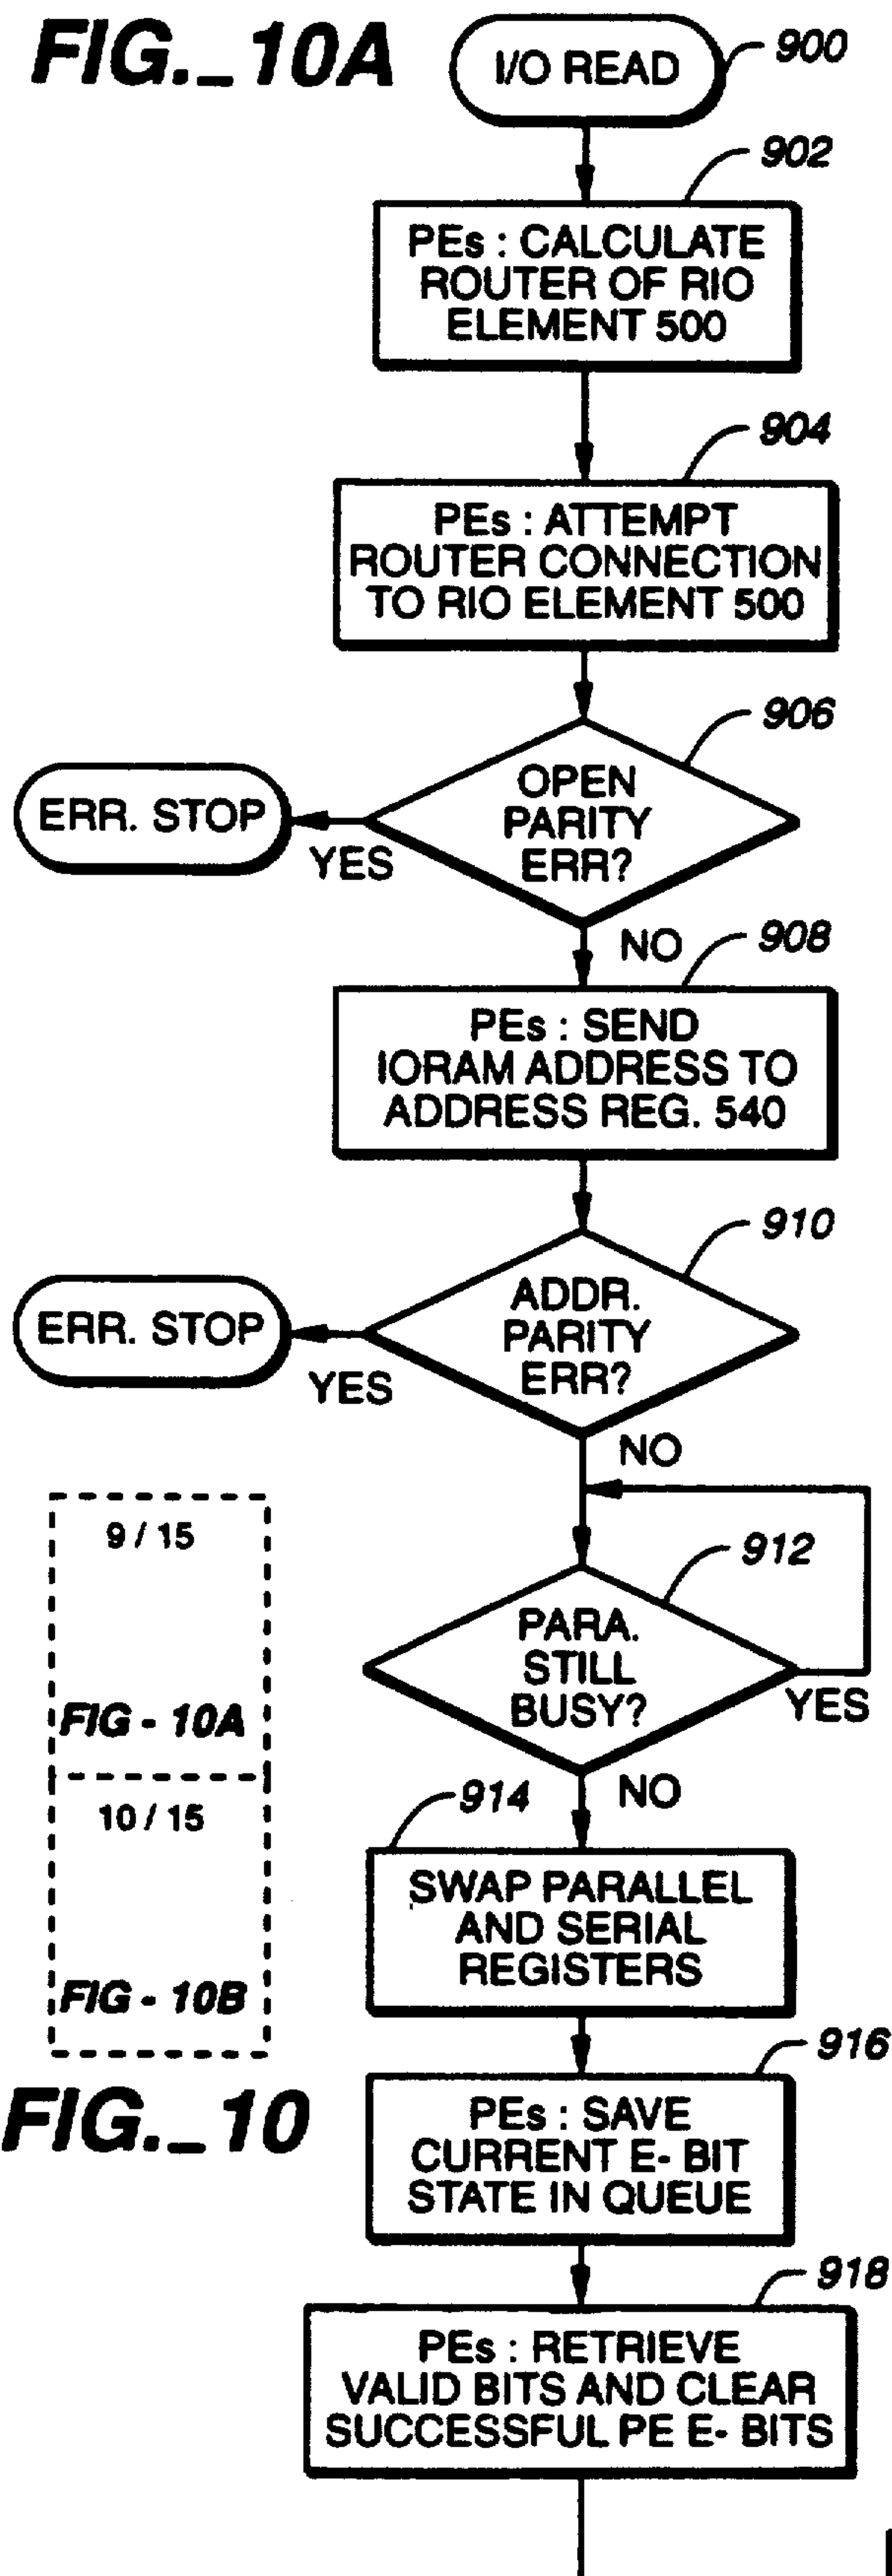 FIG._10A
I/O READ
900
902
PEs : CALCULATE
ROUTER OF RIO
ELEMENT 500
904
PEs : ATTEMPT
ROUTER CONNECTION
TO RIO ELEMENT 500
906
OPEN
PARITY
ERR?
ERR. STOP
YES
NO
908
PEs : SEND
IORAM ADDRESS TO
ADDRESS REG. 540
910
ADDR.
PARITY
ERR?
ERR. STOP
YES
NO
912
PARA.
STILL
BUSY?
YES
NO
9 / 15
FIG - 10A
10 / 15
FIG - 10B
FIG._10
914
SWAP PARALLEL
AND SERIAL
REGISTERS
916
PEs : SAVE
CURRENT E- BIT
STATE IN QUEUE
918
PEs : RETRIEVE
VALID BITS AND CLEAR
SUCCESSFUL PE E- BITS